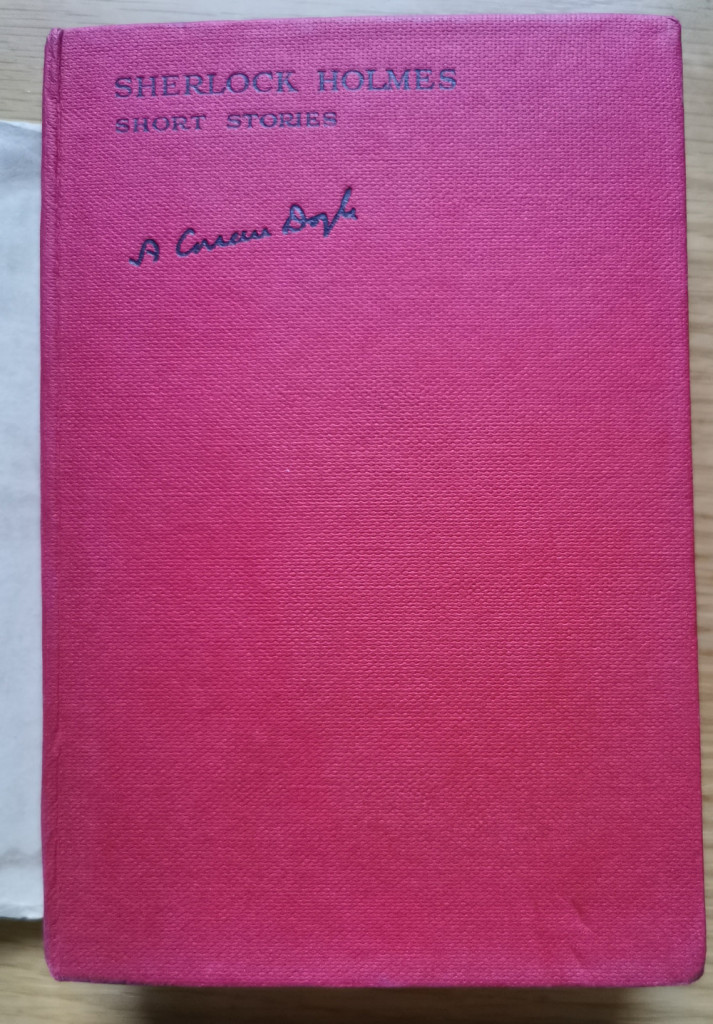 SHERLOCK HOLMES
SHORT STORIES
A Conan Doyle